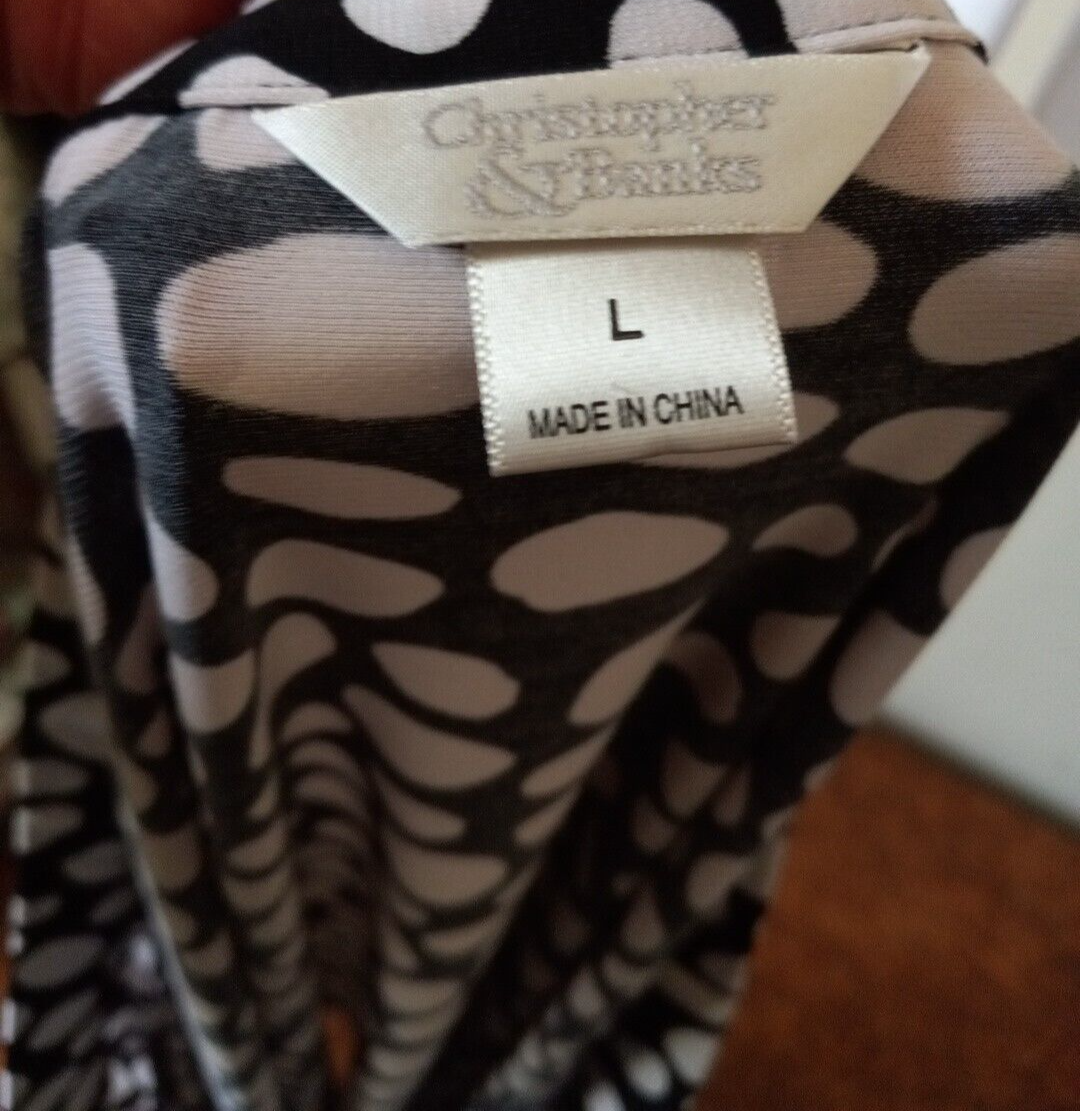 Christopher
& Banks
L
MADE IN CHINA